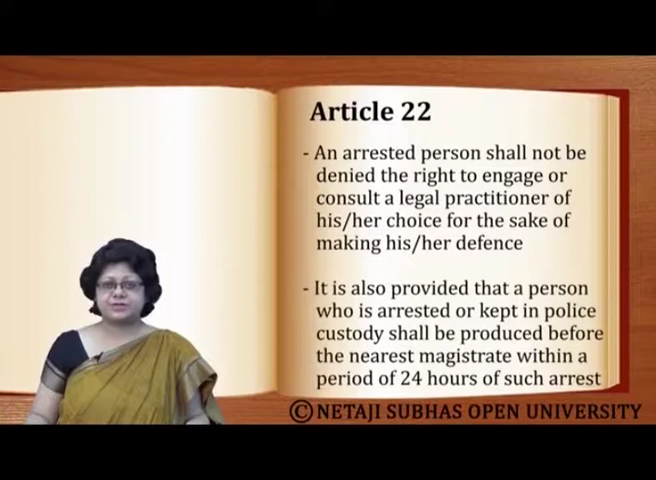 Article 22
- An arrested person shall not be
denied the right to engage or
consult a legal practitioner of
his/her choice for the sake of
making his/her defence
- It is also provided that a person
who is arrested or kept in police
custody shall be produced before
the nearest magistrate within a
period of 24 hours of such arrest
© NETAJI SUBHAS OPEN UNIVERSITY